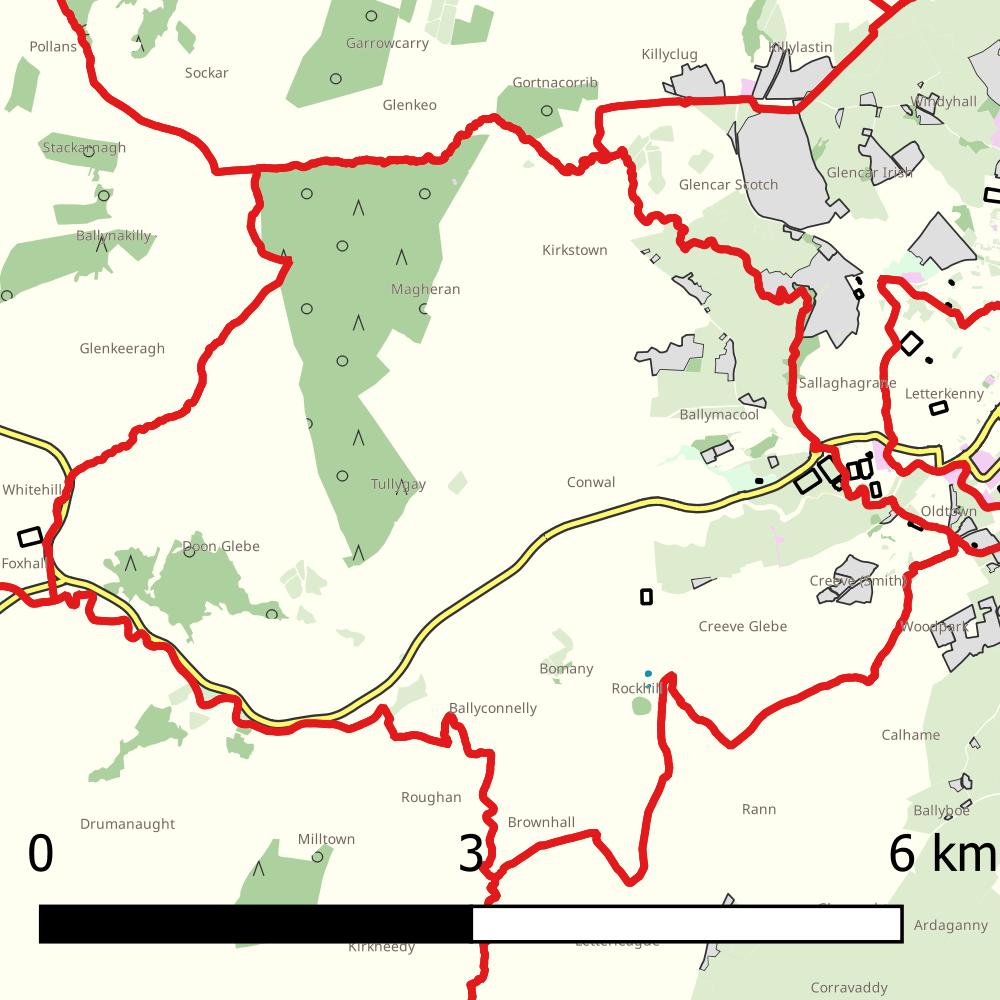 Pollans
Garrowcarry
Killyclug
Killylastin
Sockar
Gortnacorrib
Glenkeo
Windyhall
Stackarnagh
Glencar Irish
Glencar Scotch
Ballynakilly
Kirkstown
Magheran
Glenkeeragh
Sallaghagrane
Letterkenny
Ballymacool
Whitehill
Tullygay
Conwal
Oldtown
Doon Glebe
Foxhall
Creeve (Smith)
Creeve Glebe
Woodpark
Bomany
Rockhill
Ballyconnelly
Calhame
Roughan
Rann
Ballyboe
Drumanaught
Brownhall
Milltown
0 3 6 km
Ardaganny
Kirkneedy
Letterleague
Corravaddy